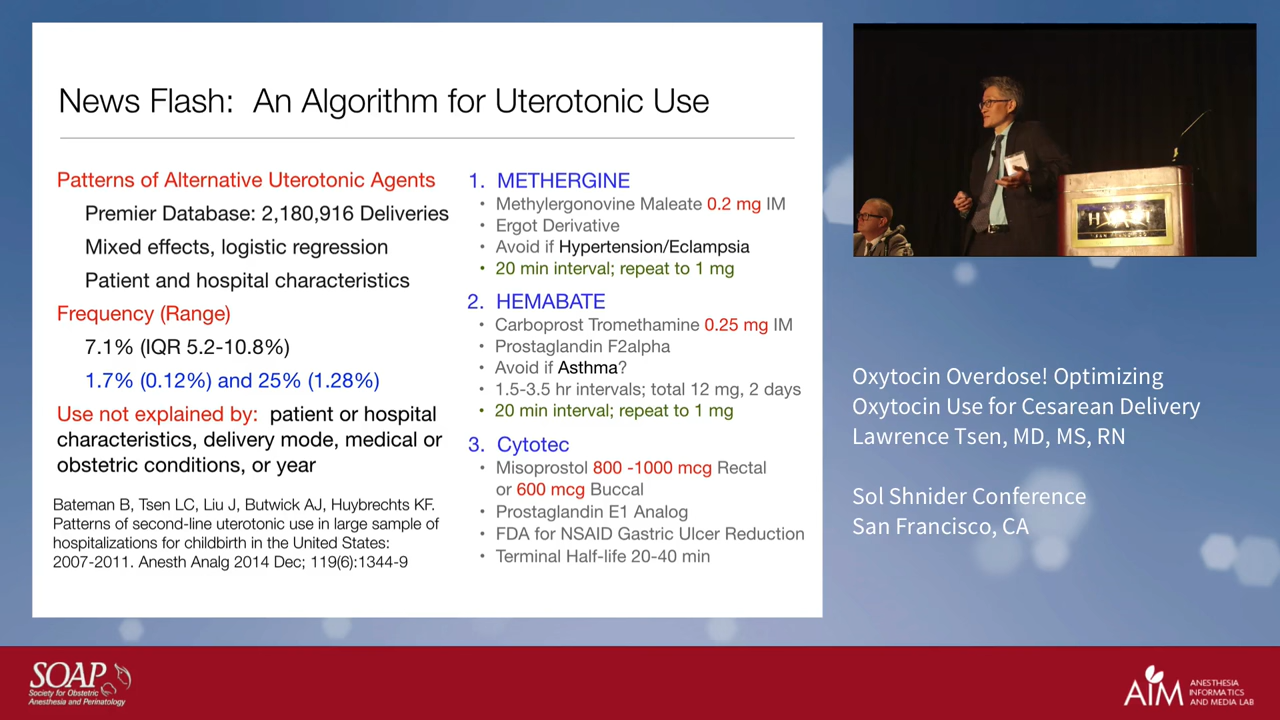 News Flash: An Algorithm for Uterotonic Use
Patterns of Alternative Uterotonic Agents
Premier Database: 2,180,916 Deliveries
Mixed effects, logistic regression
Patient and hospital characteristics
Frequency (Range)
7.1% (IQR 5.2-10.8%)
1.7% (0.12%) and 25% (1.28%)
Use not explained by: patient or hospital
characteristics, delivery mode, medical or
obstetric conditions, or year
Bateman B, Tsen LC, Liu J, Butwick AJ, Huybrechts KF.
Patterns of second-line uterotonic use in large sample of
hospitalizations for childbirth in the United States:
2007-2011. Anesth Analg 2014 Dec; 119(6):1344-9
1. METHERGINE
• Methylergonovine Maleate 0.2 mg IM
• Ergot Derivative
• Avoid if Hypertension/Eclampsia
• 20 min interval; repeat to 1 mg
2. HEMABATE
• Carboprost Tromethamine 0.25 mg IM
• Prostaglandin F2alpha
• Avoid if Asthma?
• 1.5-3.5 hr intervals; total 12 mg, 2 days
• 20 min interval; repeat to 1 mg
3. Cytotec
• Misoprostol 800 -1000 mcg Rectal
or 600 mcg Buccal
• Prostaglandin E1 Analog
• FDA for NSAID Gastric Ulcer Reduction
• Terminal Half-life 20-40 min
HYATT
Oxytocin Overdose! Optimizing
Oxytocin Use for Cesarean Delivery
Lawrence Tsen, MD, MS, RN
Sol Shnider Conference
San Francisco, CA
SOAP
Society for Obstetric
Anesthesia and Perinatology
AIM
ANESTHESIA
INFORMATICS
AND MEDIA LAB